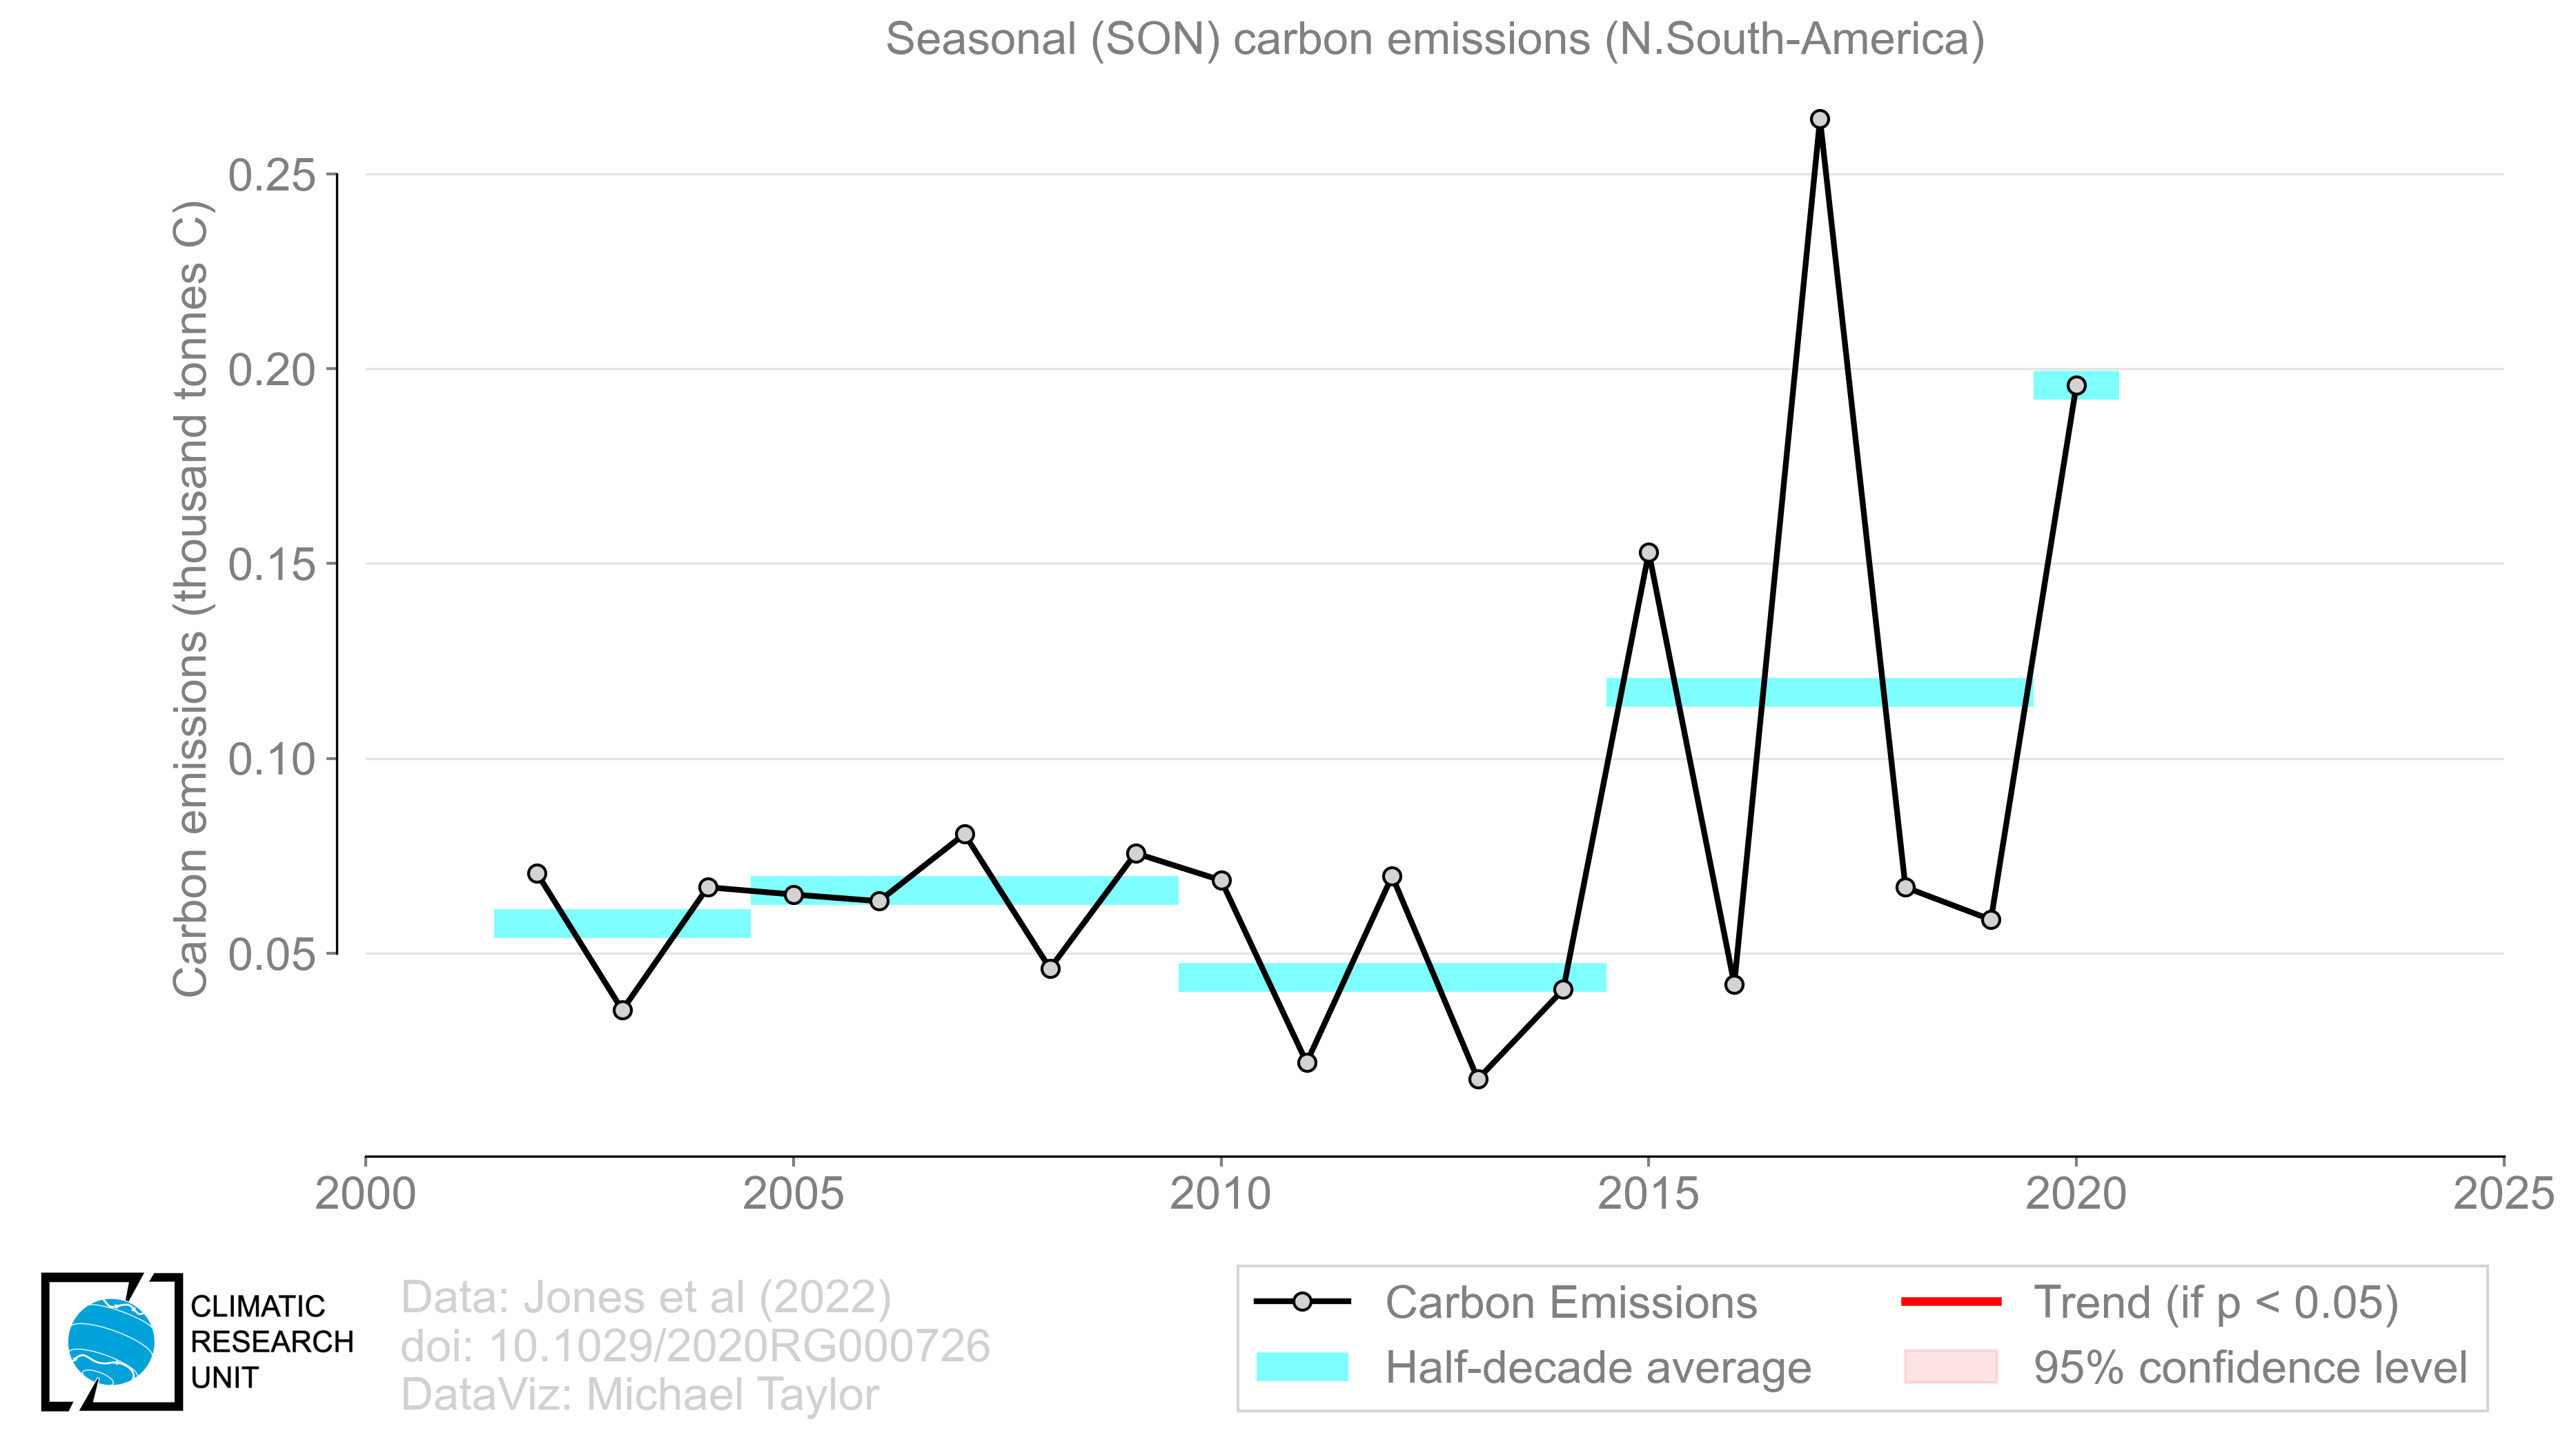 Seasonal (SON) carbon emissions (N.South-America)
Carbon emissions (thousand tonnes C)
0.25
0.20
0.15
0.10
0.05
2000 2005 2010 2015 2020 2025
CLIMATIC
RESEARCH
UNIT
Data: Jones et al (2022)
doi: 10.1029/2020RG000726
DataViz: Michael Taylor
Carbon Emissions
Half-decade average
Trend (if p < 0.05)
95% confidence level